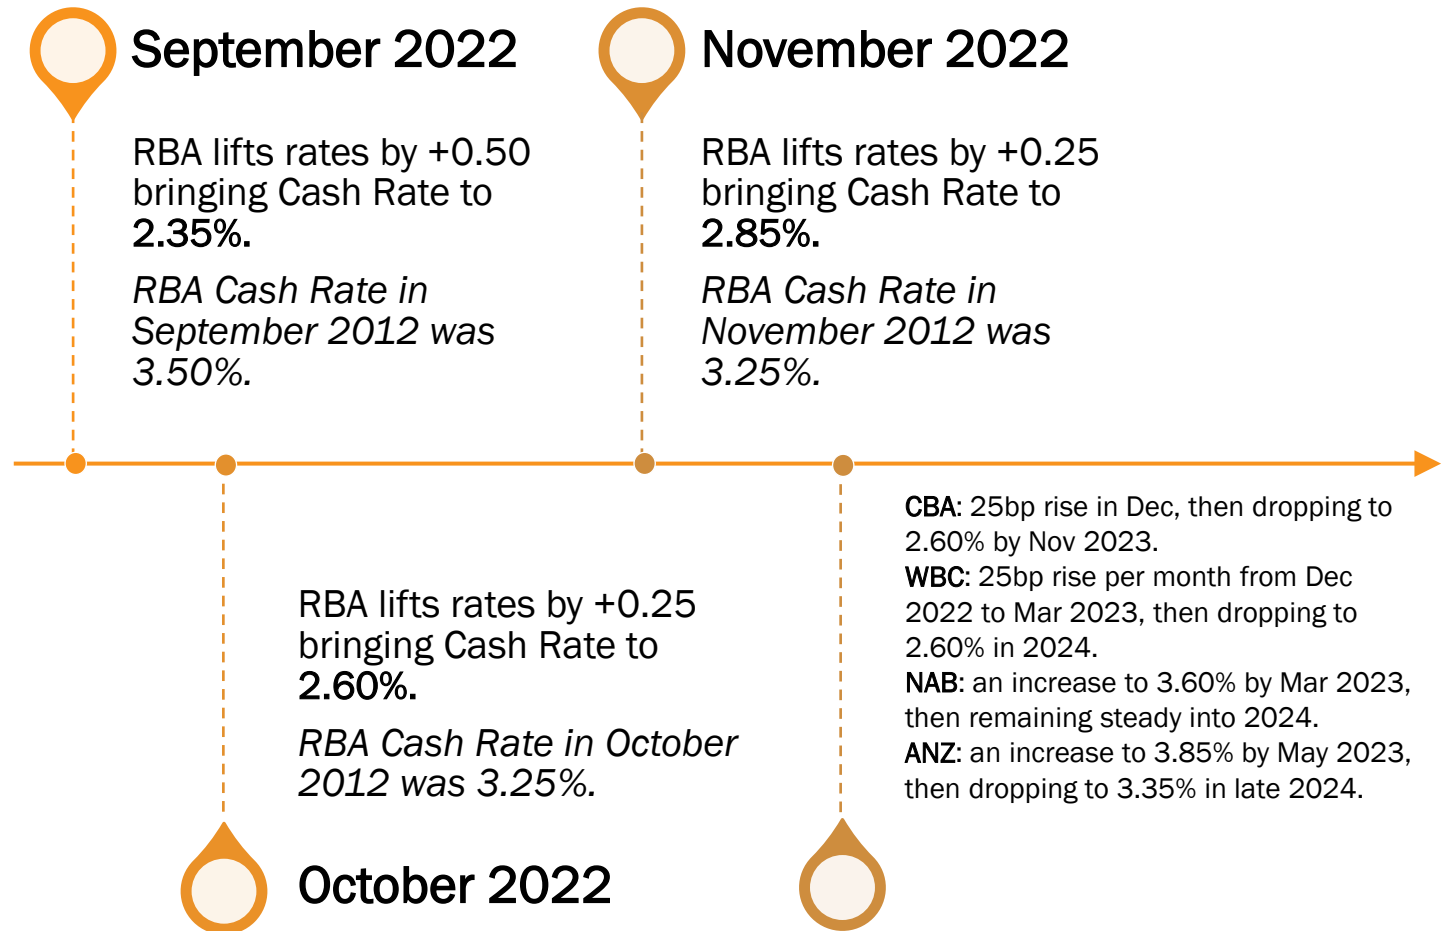 September 2022
RBA lifts rates by +0.50
bringing Cash Rate to
2.35%.
RBA Cash Rate in
September 2012 was
3.50%.
November 2022
RBA lifts rates by +0.25
bringing Cash Rate to
2.85%.
RBA Cash Rate in
November 2012 was
3.25%.
RBA lifts rates by +0.25
bringing Cash Rate to
2.60%.
RBA Cash Rate in October
2012 was 3.25%.
October 2022
CBA: 25bp rise in Dec, then dropping to
2.60% by Nov 2023.
WBC: 25bp rise per month from Dec
2022 to Mar 2023, then dropping to
2.60% in 2024.
NAB: an increase to 3.60% by Mar 2023,
then remaining steady into 2024.
ANZ: an increase to 3.85% by May 2023,
then dropping to 3.35% in late 2024.